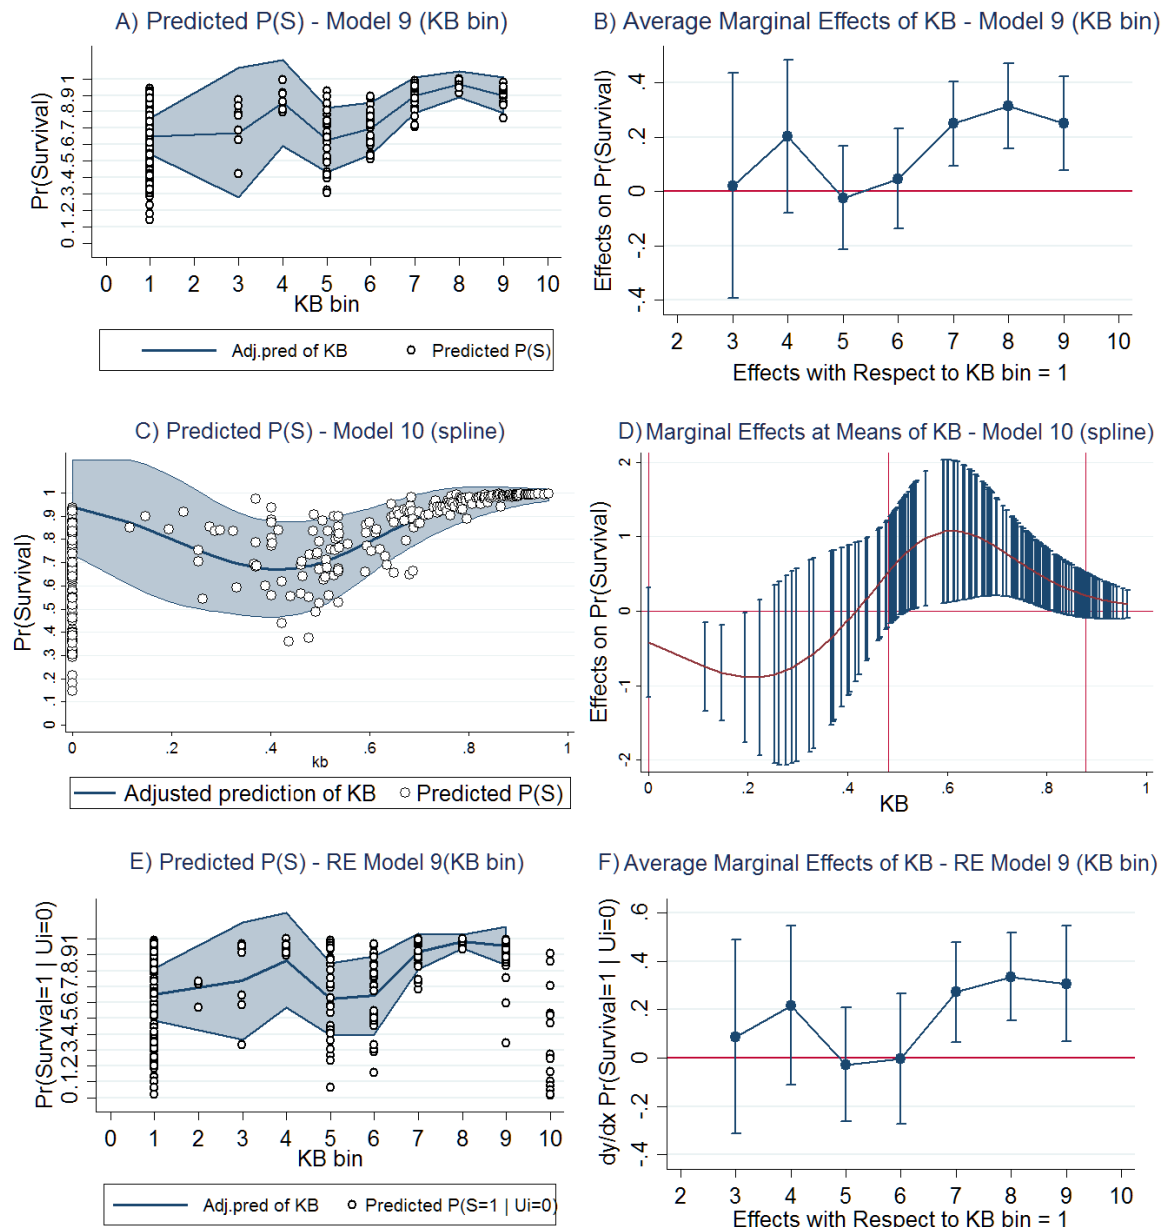 A) Predicted P(S) - Model 9 (KB bin)
Pr(Survival)
0 .1 .2 .3 .4 .5 .6 .7 .8 .9 1
0 1 2 3 4 5 6 7 8 9 10
KB bin
Adj.pred of KB Predicted P(S)
B) Average Marginal Effects of KB - Model 9 (KB bin)
Effects on Pr(Survival)
-.4 -.2 0 .2 .4
2 3 4 5 6 7 8 9 10
Effects with Respect to KB bin = 1
C) Predicted P(S) - Model 10 (spline)
Pr(Survival)
0 .1 .2 .3 .4 .5 .6 .7 .8 .9 1
0 .2 .4 .6 .8 1
kb
Adjusted prediction of KB Predicted P(S)
D) Marginal Effects at Means of KB - Model 10 (spline)
Effects on Pr(Survival)
-2 -1 0 1 2
0 .2 .4 .6 .8 1
KB
E) Predicted P(S) - RE Model 9(KB bin)
Pr(Survival=1 | Ui=0)
0 .1 .2 .3 .4 .5 .6 .7 .8 .9 1
0 1 2 3 4 5 6 7 8 9 10
KB bin
Adj.pred of KB Predicted P(S=1 | Ui=0)
F) Average Marginal Effects of KB - RE Model 9 (KB bin)
dy/dx Pr(Survival=1 | Ui=0)
-.4 -.2 0 .2 .4 .6
2 3 4 5 6 7 8 9 10
Effects with Respect to KB bin = 1